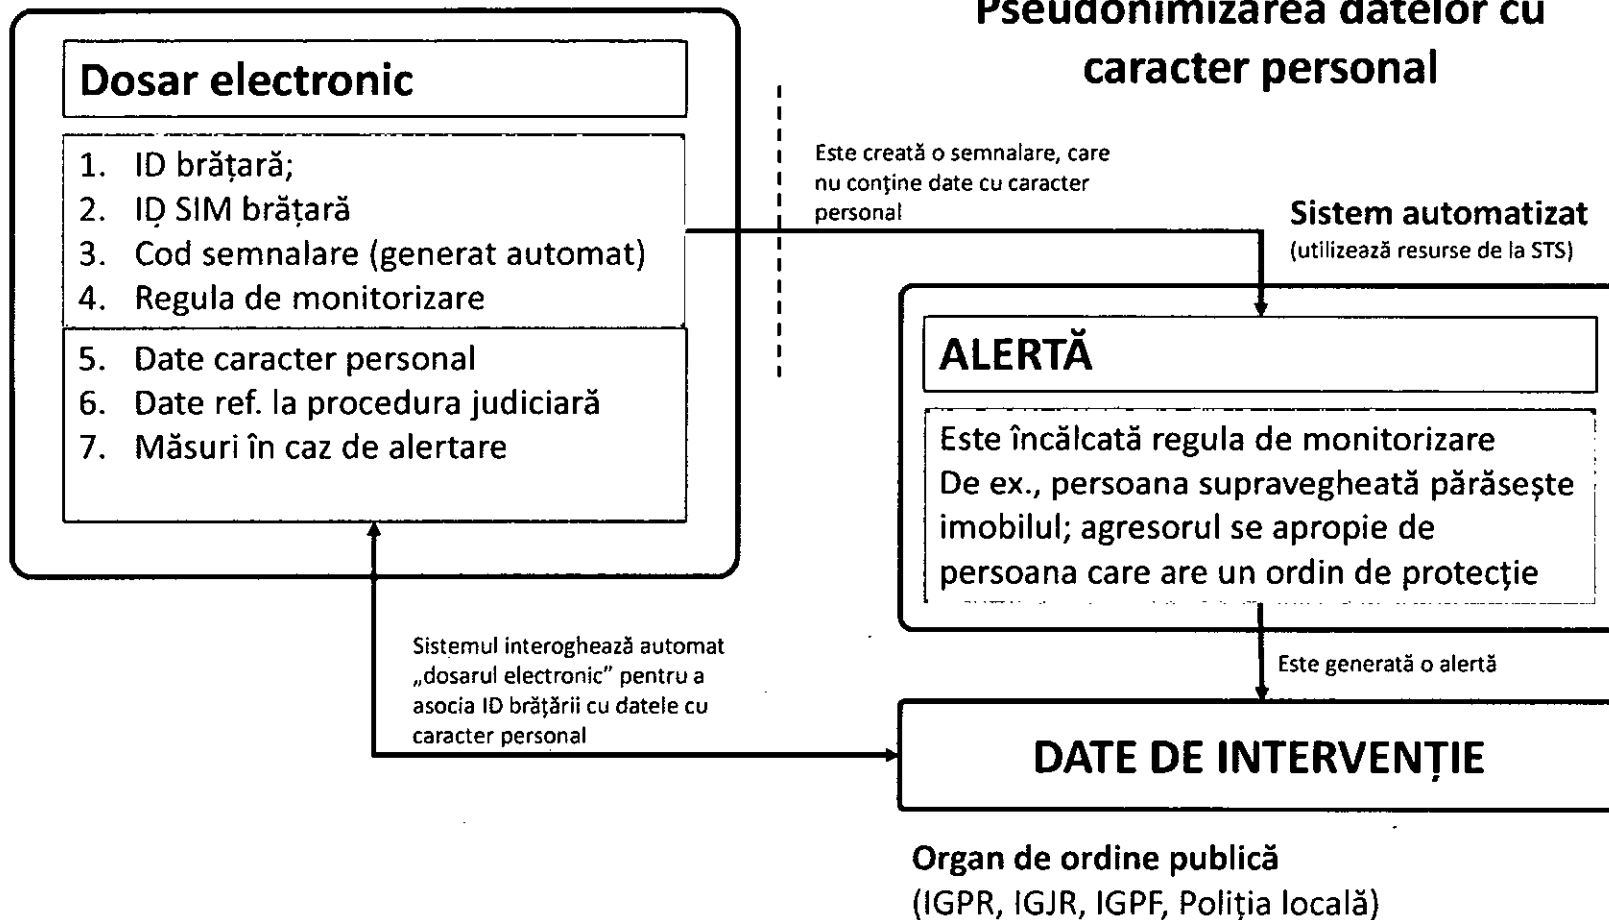 Pseudonimizarea datelor cu
caracter personal
Dosar electronic
1. ID brățară;
2. ID SIM brățară
3. Cod semnalare (generat automat)
4. Regula de monitorizare
5. Date caracter personal
6. Date ref. la procedura judiciară
7. Măsuri în caz de alertare
Este creată o semnalare, care
nu conține date cu caracter
personal
Sistem automatizat
(utilizează resurse de la STS)
ALERTĂ
Este încălcată regula de monitorizare
De ex., persoana supravegheată părăsește
imobilul; agresorul se apropie de
persoana care are un ordin de protecție
Este generată o alertă
Sistemul interoghează automat
„dosarul electronic” pentru a
asocia ID brățării cu datele cu
caracter personal
DATE DE INTERVENȚIE
Organ de ordine publică
(IGPR, IGJR, IGPF, Poliția locală)